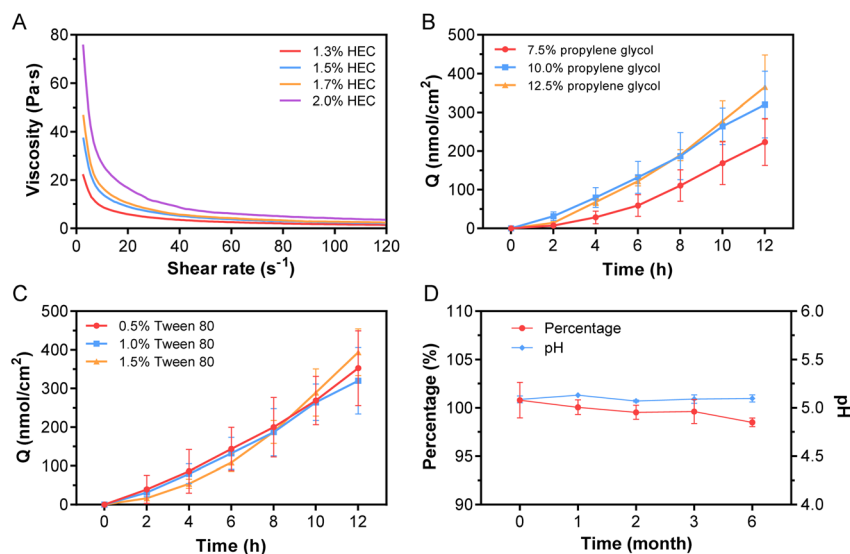 A
Viscosity (Pa·s)
80
60
40
20
0
0 20 40 60 80 100 120
Shear rate (s⁻¹)
1.3% HEC
1.5% HEC
1.7% HEC
2.0% HEC
B
Q (nmol/cm²)
500
400
300
200
100
0
0 2 4 6 8 10 12
Time (h)
7.5% propylene glycol
10.0% propylene glycol
12.5% propylene glycol
C
Q (nmol/cm²)
500
400
300
200
100
0
0 2 4 6 8 10 12
Time (h)
0.5% Tween 80
1.0% Tween 80
1.5% Tween 80
D
Percentage (%)
110
105
100
95
90
0 1 2 3 6
Time (month)
Percentage
pH
6.0
5.5
5.0
4.5
4.0
pH